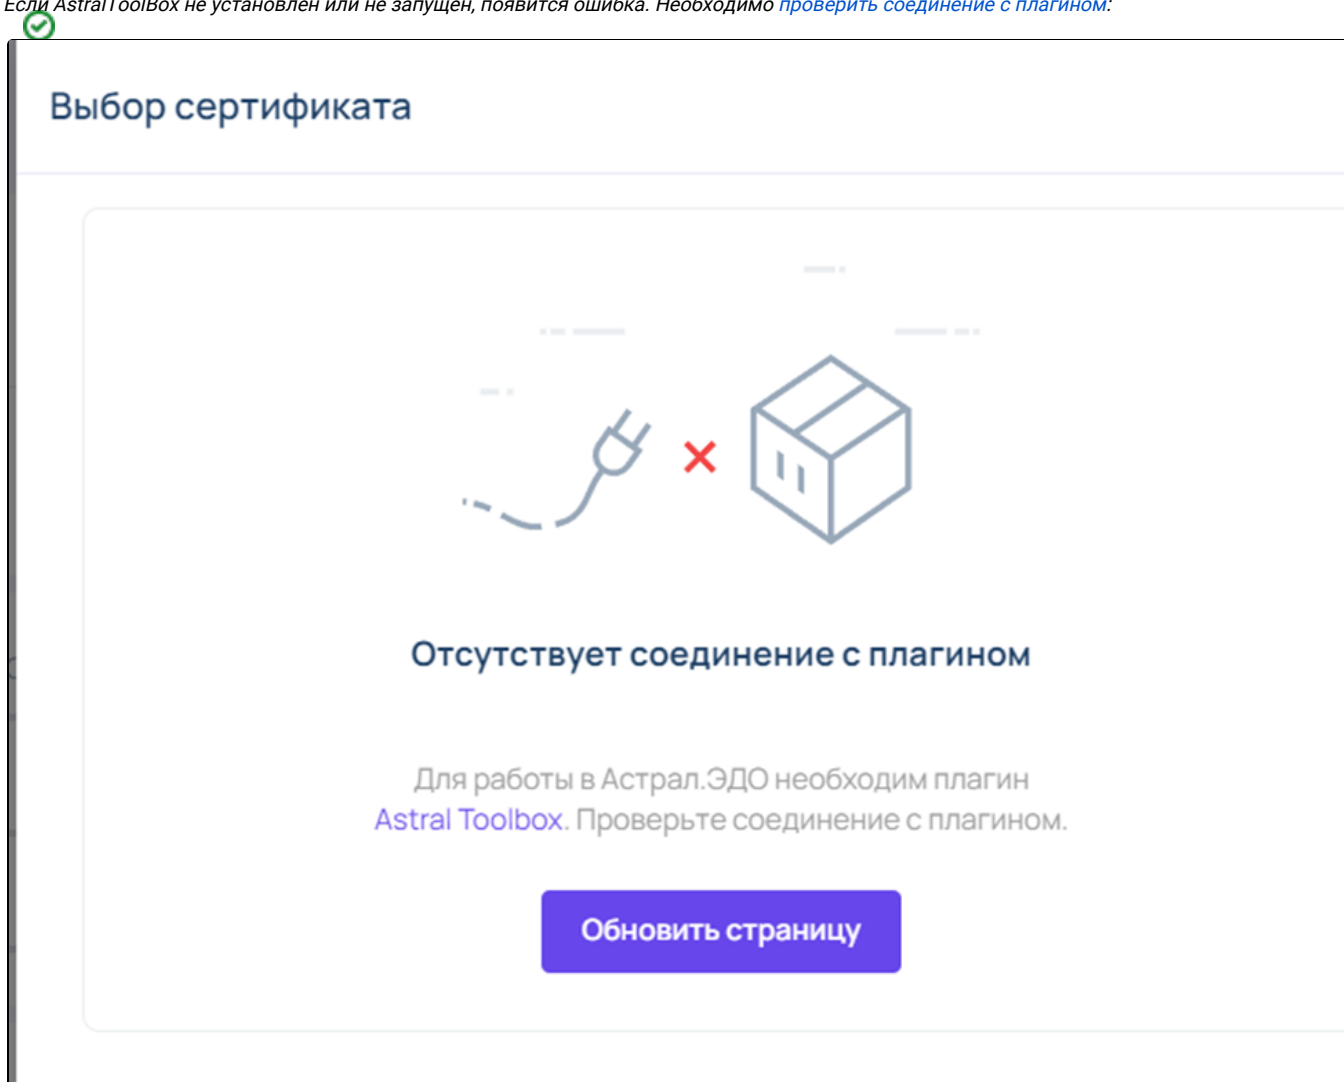 Если AstralToolBox не установлен или не запущен, появится ошибка. Необходимо проверить соединение с плагином:
Выбор сертификата
Отсутствует соединение с плагином
Для работы в Астрал.ЭДО необходим плагин
Astral Toolbox. Проверьте соединение с плагином.
Обновить страницу